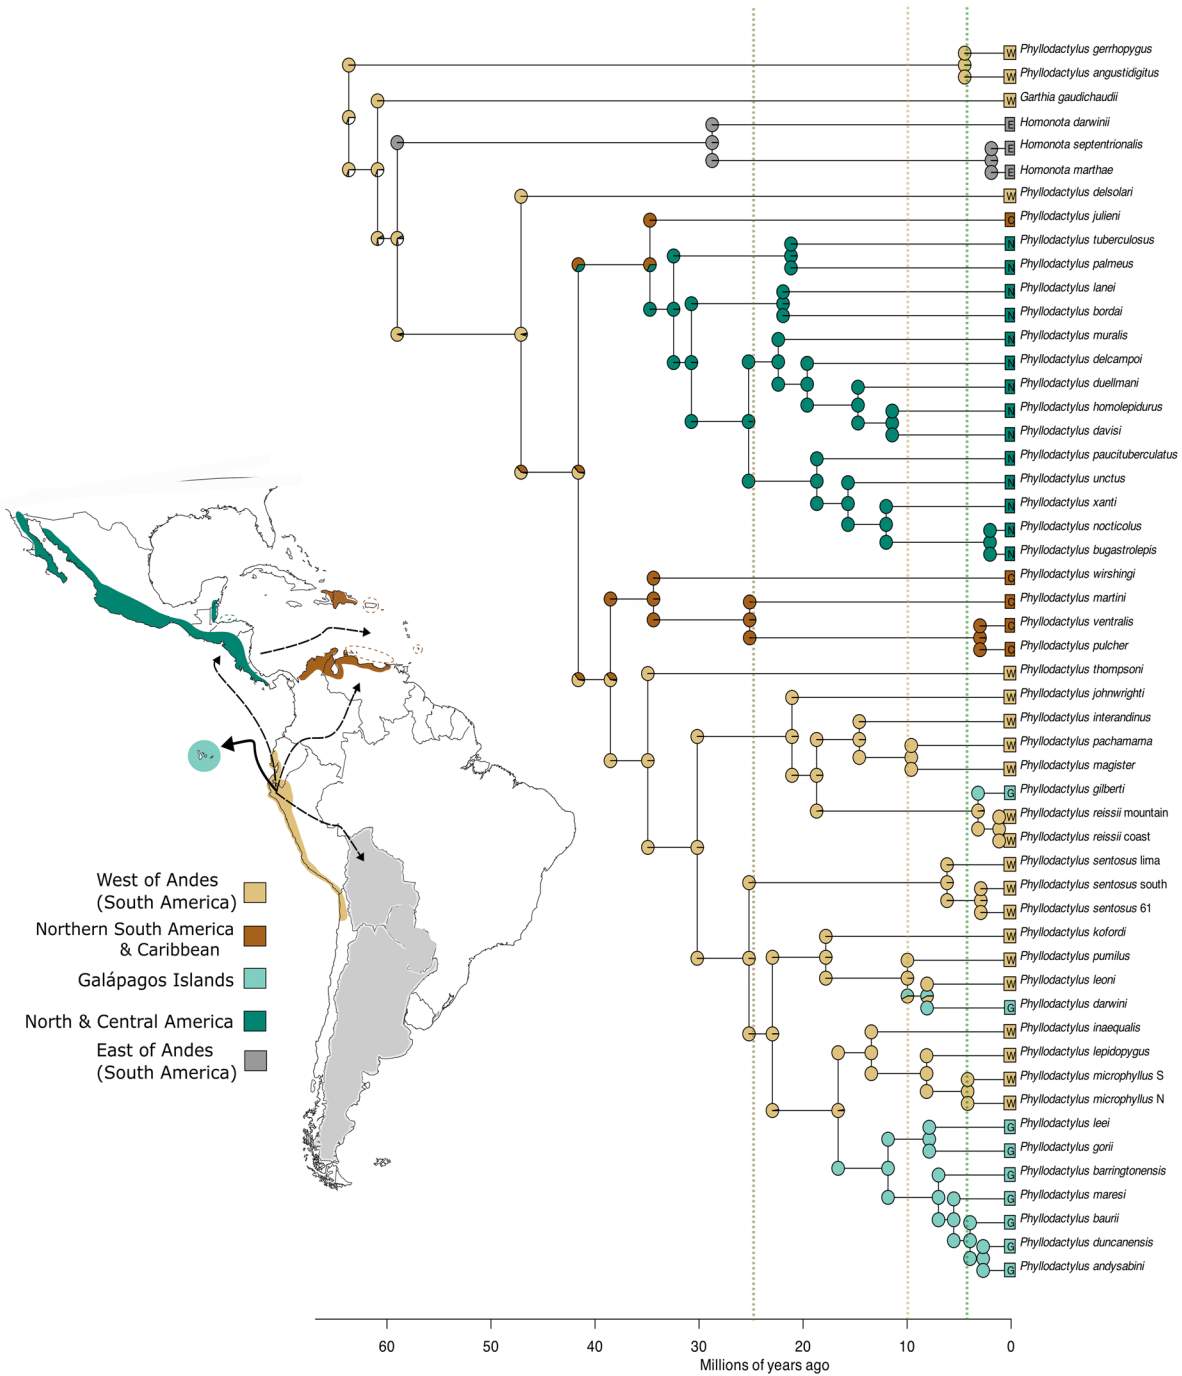 W Phyllodactylus gerrhopygus
W Phyllodactylus angustidigitus
W Garthia gaudichaudii
E Homonota darwinii
E Homonota septentrionalis
E Homonota marthae
W Phyllodactylus delsolari
C Phyllodactylus julieni
N Phyllodactylus tuberculosus
N Phyllodactylus palmeus
N Phyllodactylus lanei
N Phyllodactylus bordai
N Phyllodactylus muralis
N Phyllodactylus delcampoi
N Phyllodactylus duellmani
N Phyllodactylus homolepidurus
N Phyllodactylus davisi
N Phyllodactylus paucituberculatus
N Phyllodactylus unctus
N Phyllodactylus xanti
N Phyllodactylus nocticolus
N Phyllodactylus bugastrolepis
C Phyllodactylus wirshingi
C Phyllodactylus martini
C Phyllodactylus ventralis
C Phyllodactylus pulcher
W Phyllodactylus thompsoni
W Phyllodactylus johnwrighti
W Phyllodactylus interandinus
W Phyllodactylus pachamama
W Phyllodactylus magister
G Phyllodactylus gilberti
W Phyllodactylus reissii mountain
W Phyllodactylus reissii coast
W Phyllodactylus sentosus lima
W Phyllodactylus sentosus south
W Phyllodactylus sentosus 61
W Phyllodactylus kofordi
W Phyllodactylus pumilus
W Phyllodactylus leoni
G Phyllodactylus darwini
W Phyllodactylus inaequalis
W Phyllodactylus lepidopygus
W Phyllodactylus microphyllus S
W Phyllodactylus microphyllus N
G Phyllodactylus leei
G Phyllodactylus gorii
G Phyllodactylus barringtonensis
G Phyllodactylus maresi
G Phyllodactylus baurii
G Phyllodactylus duncanensis
G Phyllodactylus andysabini
West of Andes
(South America)
Northern South America
& Caribbean
Galápagos Islands
North & Central America
East of Andes
(South America)
60 50 40 30 20 10 0
Millions of years ago